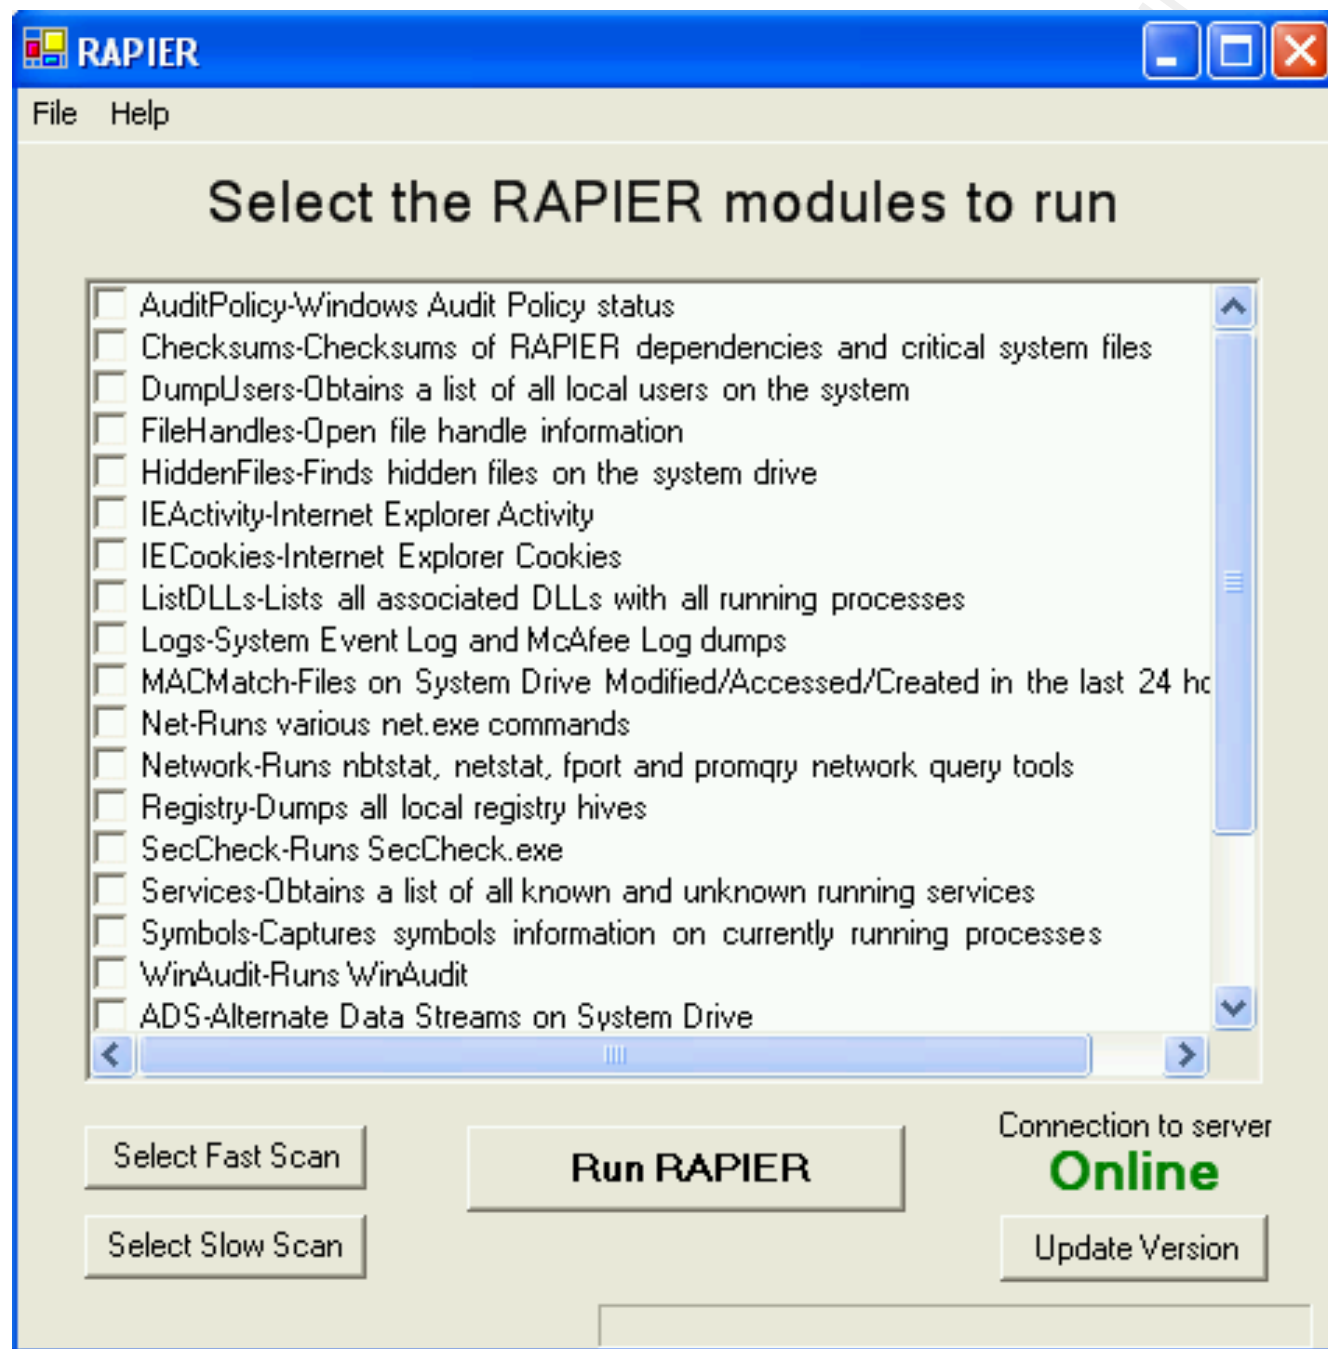 RAPIER
File Help
Select the RAPIER modules to run
AuditPolicy-Windows Audit Policy status
Checksums-Checksums of RAPIER dependencies and critical system files
DumpUsers-Obtains a list of all local users on the system
FileHandles-Open file handle information
HiddenFiles-Finds hidden files on the system drive
IEActivity-Internet Explorer Activity
IECookies-Internet Explorer Cookies
ListDLLs-Lists all associated DLLs with all running processes
Logs-System Event Log and McAfee Log dumps
MACMatch-Files on System Drive Modified/Accessed/Created in the last 24 hc
Net-Runs various net.exe commands
Network-Runs nbtstat, netstat, fport and promqry network query tools
Registry-Dumps all local registry hives
SecCheck-Runs SecCheck.exe
Services-Obtains a list of all known and unknown running services
Symbols-Captures symbols information on currently running processes
WinAudit-Runs WinAudit
ADS-Alternate Data Streams on System Drive
Select Fast Scan
Run RAPIER
Connection to server
Online
Select Slow Scan
Update Version